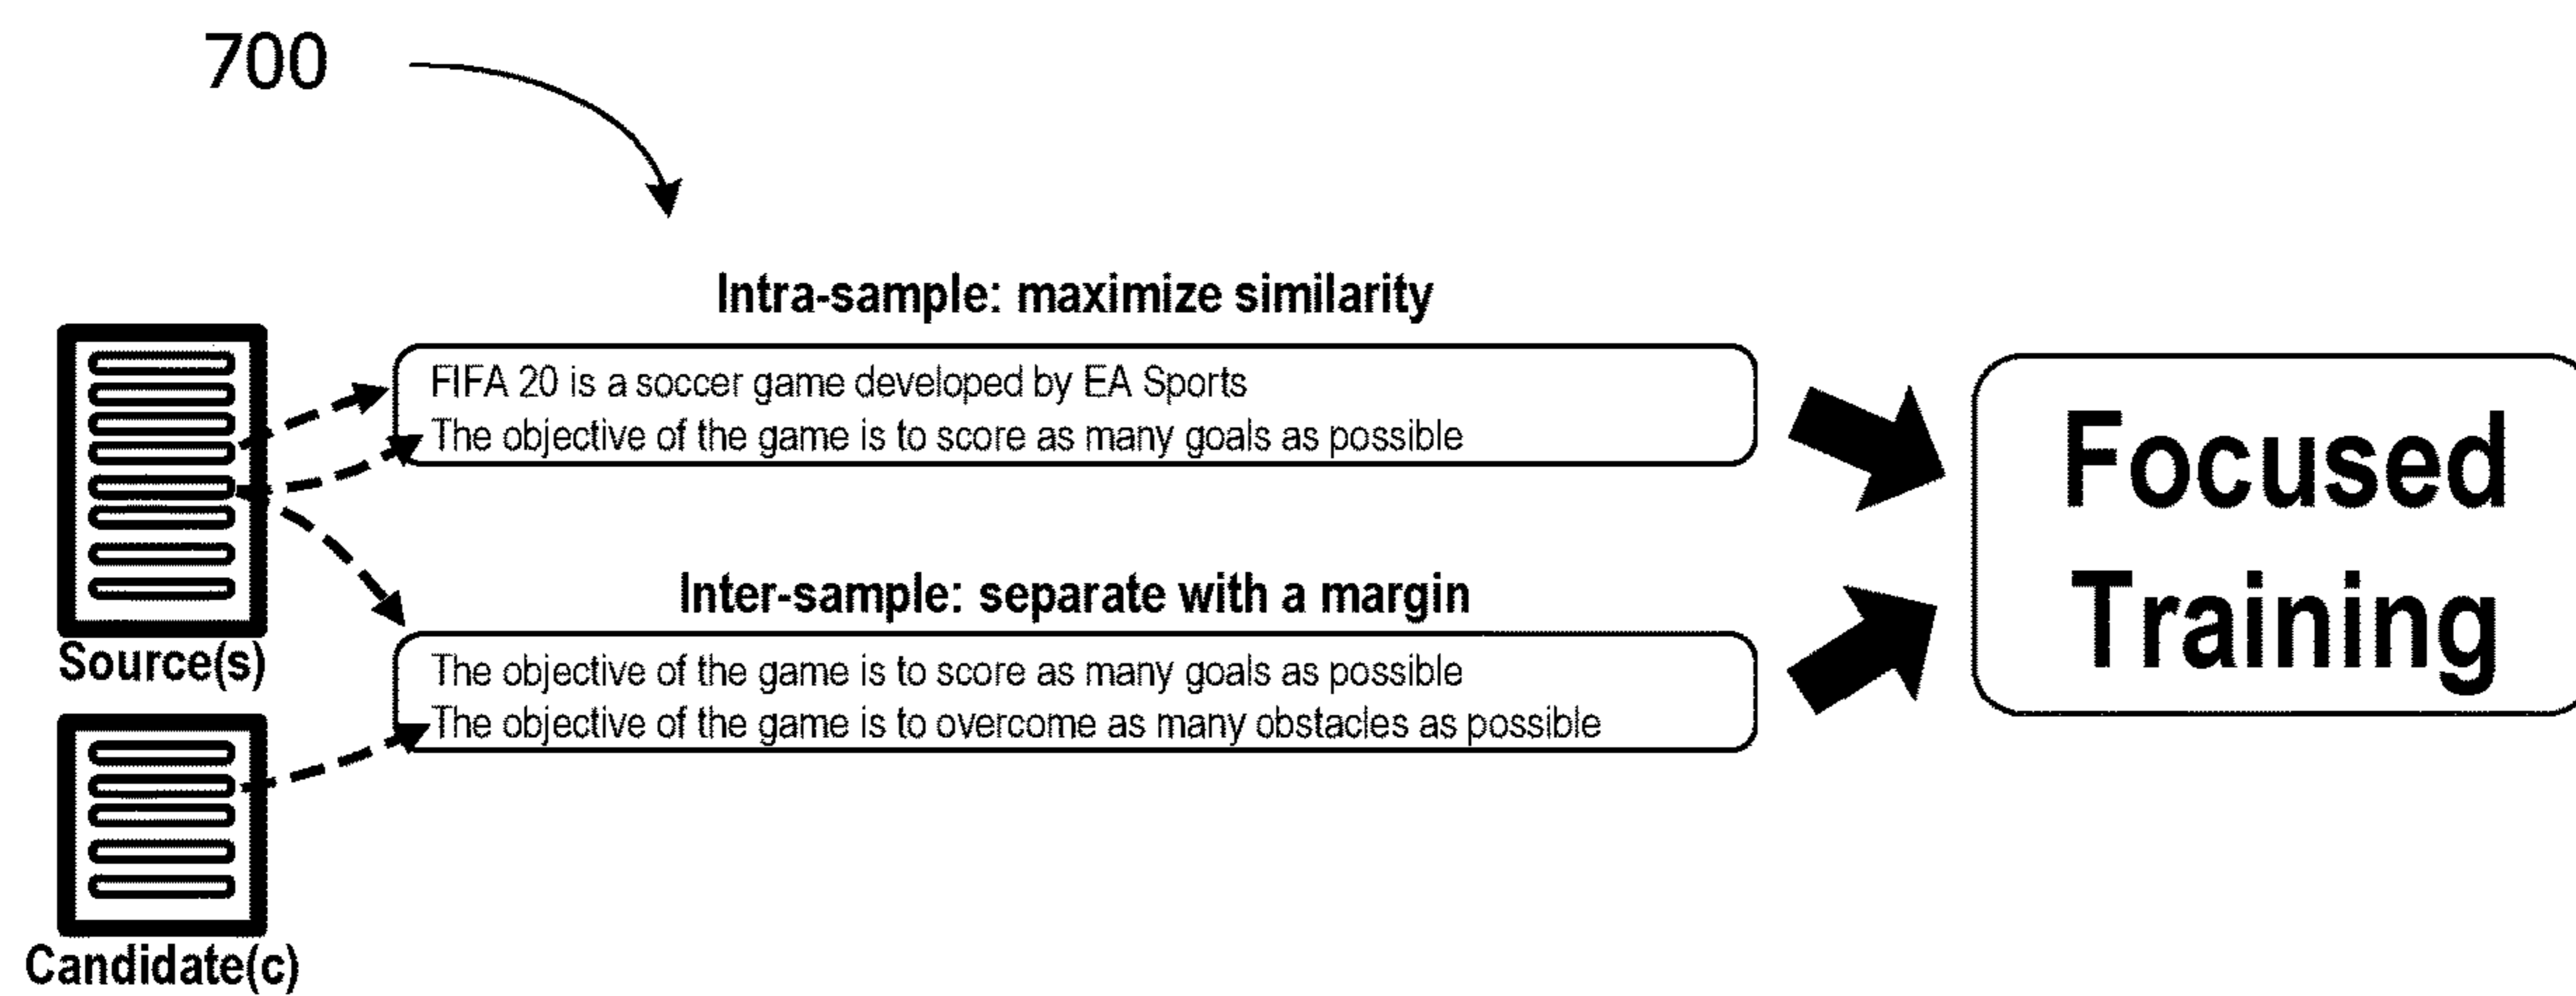 700
Intra-sample: maximize similarity
FIFA 20 is a soccer game developed by EA Sports
The objective of the game is to score as many goals as possible
Source(s)
Inter-sample: separate with a margin
The objective of the game is to score as many goals as possible
The objective of the game is to overcome as many obstacles as possible
Candidate(c)
Focused
Training